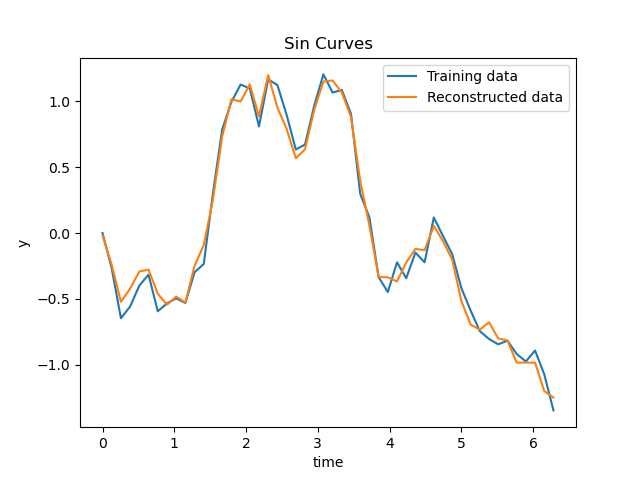 Sin Curves
Training data
Reconstructed data
1.0
0.5
0.0
−0.5
−1.0
y
0 1 2 3 4 5 6
time